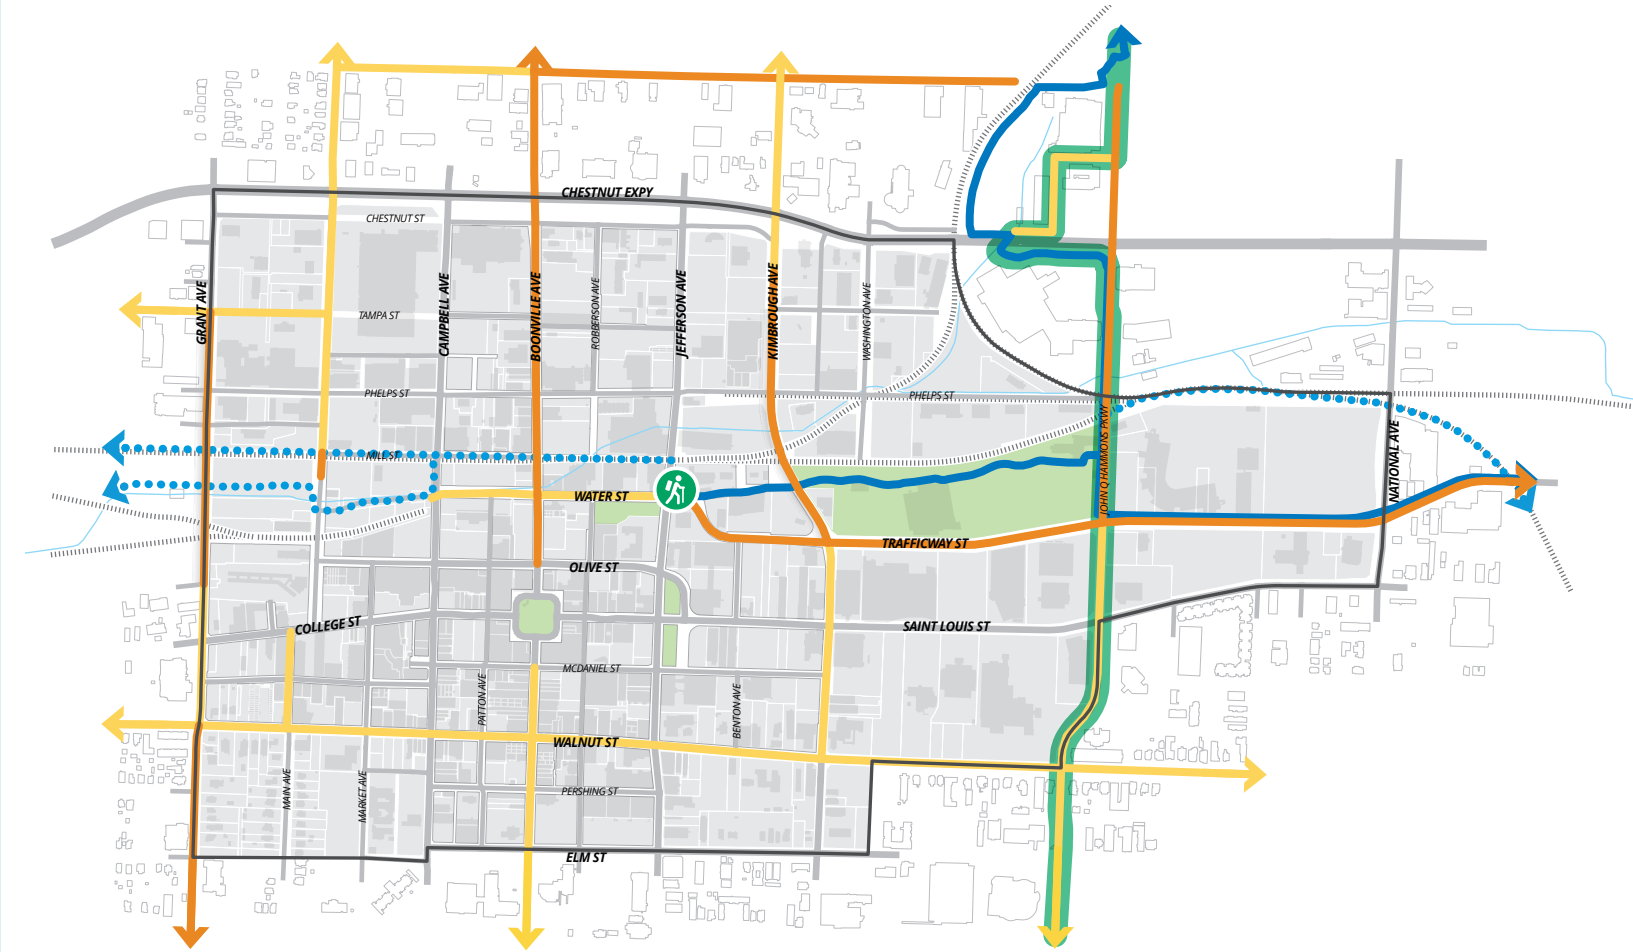 CHESTNUT EXPY
CHESTNUT ST
GRANT AVE
CAMPBELL AVE
BOONVILLE AVE
ROBBERSON AVE
JEFFERSON AVE
KIMBROUGH AVE
WASHINGTON AVE
TAMPA ST
PHELPS ST
PHELPS ST
JOHN Q HAMMONS PKWY
NATIONAL AVE
MILL ST
WATER ST
TRAFFICWAY ST
OLIVE ST
COLLEGE ST
SAINT LOUIS ST
MCDANIEL ST
PATTON AVE
BENTON AVE
WALNUT ST
MAIN AVE
MARKET AVE
PERSHING ST
ELM ST